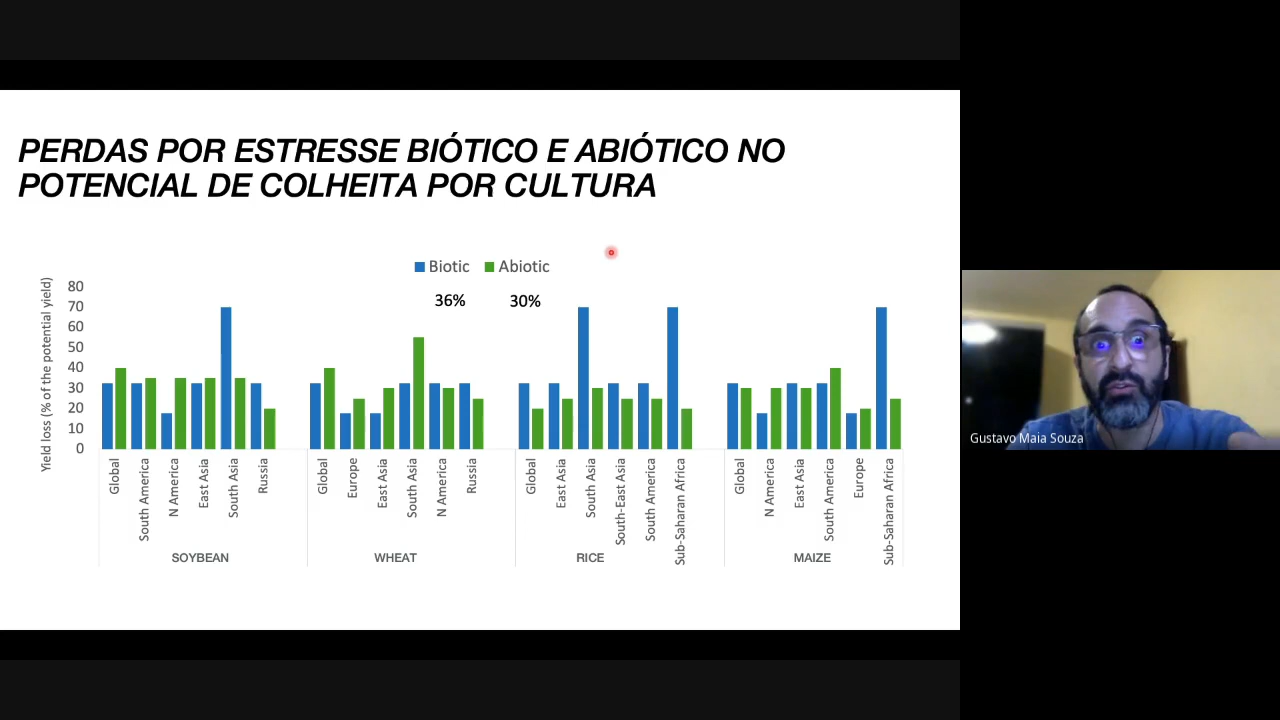 PERDAS POR ESTRESSE BIÓTICO E ABIÓTICO NO
POTENCIAL DE COLHEITA POR CULTURA
Biotic Abiotic
36% 30%
Yield loss (% of the potential yield)
80
70
60
50
40
30
20
10
0
Global
South America
N America
East Asia
South Asia
Russia
Global
Europe
East Asia
South Asia
N America
Russia
Global
East Asia
South Asia
South-East Asia
South America
Sub-Saharan Africa
Global
N America
East Asia
South America
Europe
Sub-Saharan Africa
SOYBEAN
WHEAT
RICE
MAIZE
Gustavo Maia Souza